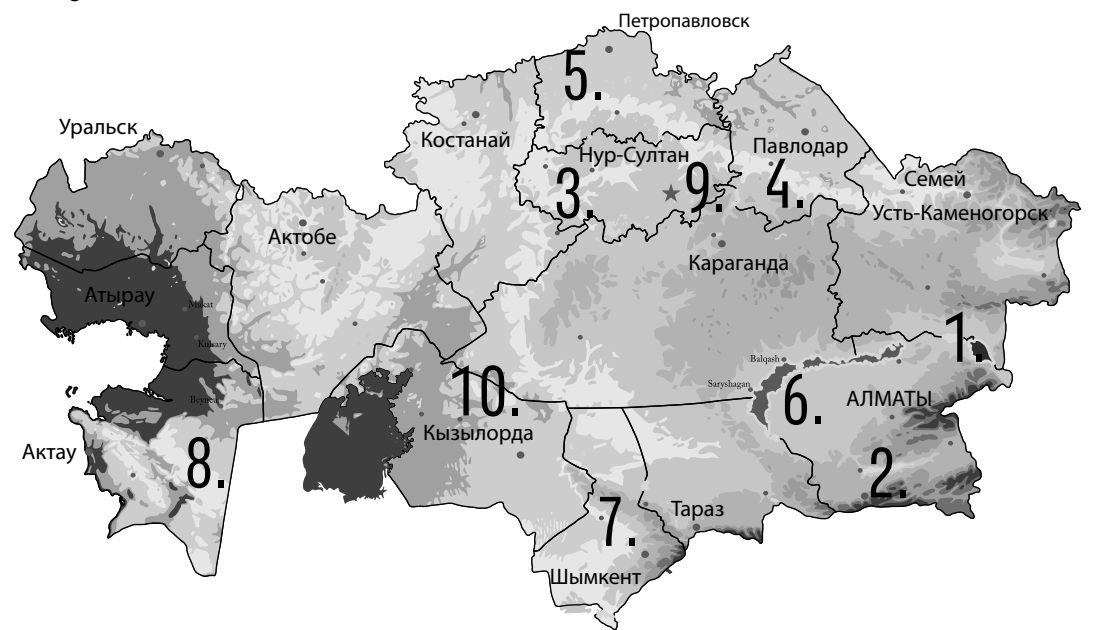 Петропавловск
5.
Уральск
Костанай
Нур-Султан
Павлодар
3.
9.
4.
Семей
Усть-Каменогорск
Актобе
Караганда
Атырау
Makat
Kulsary
1.
Balqash
Saryshagan
Beyneu
10.
6.
АЛМАТЫ
Кызылорда
Актау
8.
2.
7.
Тараз
Шымкент